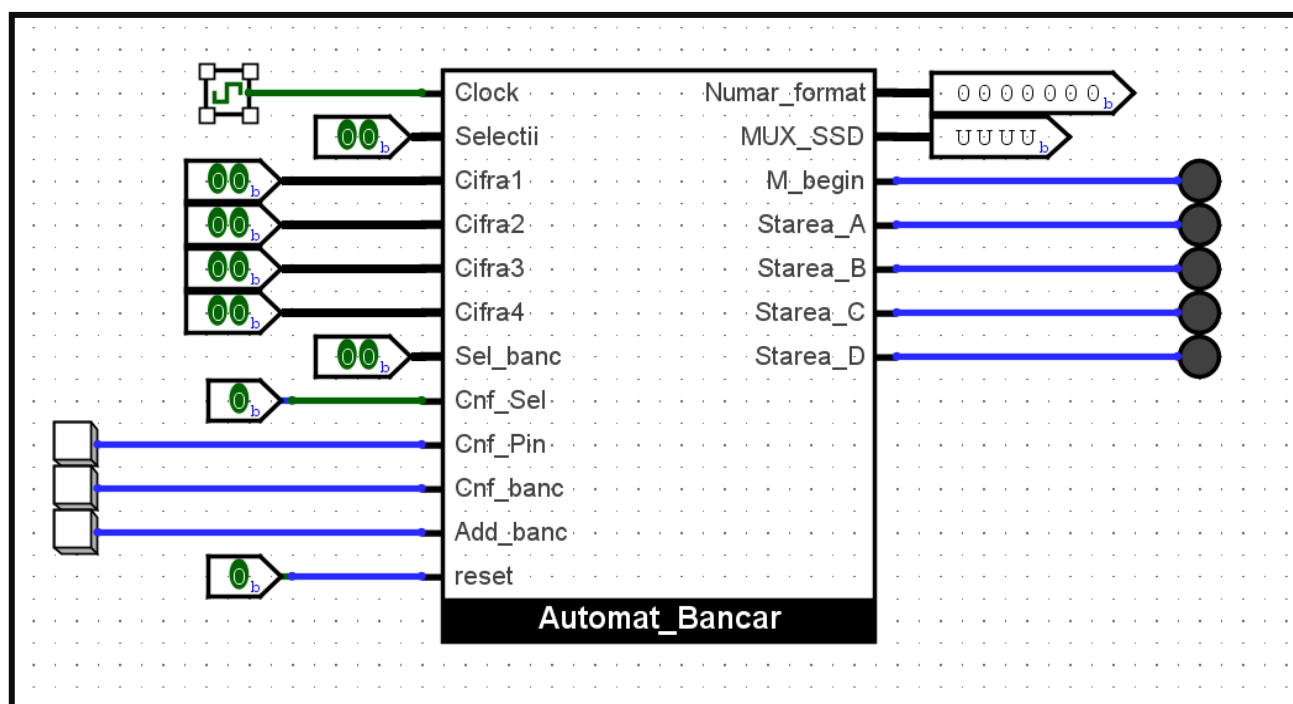 Clock Numar_format 0000000b
00b Selectii MUX_SSD UUUUb
00b Cifra1 M_begin
00b Cifra2 Starea_A
00b Cifra3 Starea_B
00b Cifra4 Starea_C
00b Sel_banc Starea_D
0b Cnf_Sel
Cnf_Pin
Cnf_banc
Add_banc
0b reset
Automat_Bancar